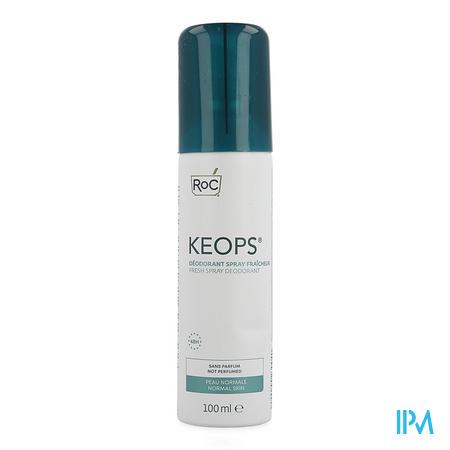 RoC
KEOPS®
DÉODORANT SPRAY FRAÎCHEUR
FRESH SPRAY DEODORANT
48H
SANS PARFUM
NOT PERFUMED
PEAU NORMALE
NORMAL SKIN
100 ml e
IPM